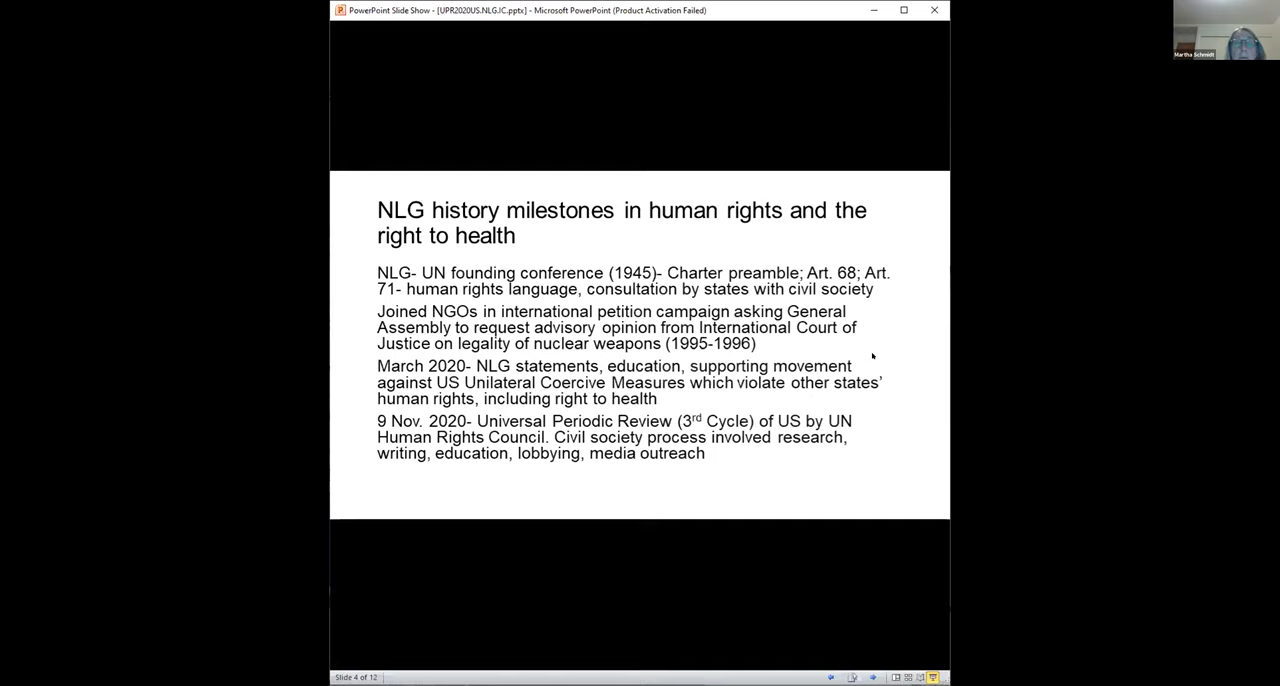 PowerPoint Slide Show - [UPR2020US.NLG.IC.pptx] - Microsoft PowerPoint (Product Activation Failed)
Martha Schmidt
NLG history milestones in human rights and the
right to health
NLG- UN founding conference (1945)- Charter preamble; Art. 68; Art.
71- human rights language, consultation by states with civil society
Joined NGOs in international petition campaign asking General
Assembly to request advisory opinion from International Court of
Justice on legality of nuclear weapons (1995-1996)
March 2020- NLG statements, education, supporting movement
against US Unilateral Coercive Measures which violate other states’
human rights, including right to health
9 Nov. 2020- Universal Periodic Review (3rd Cycle) of US by UN
Human Rights Council. Civil society process involved research,
writing, education, lobbying, media outreach
Slide 4 of 12